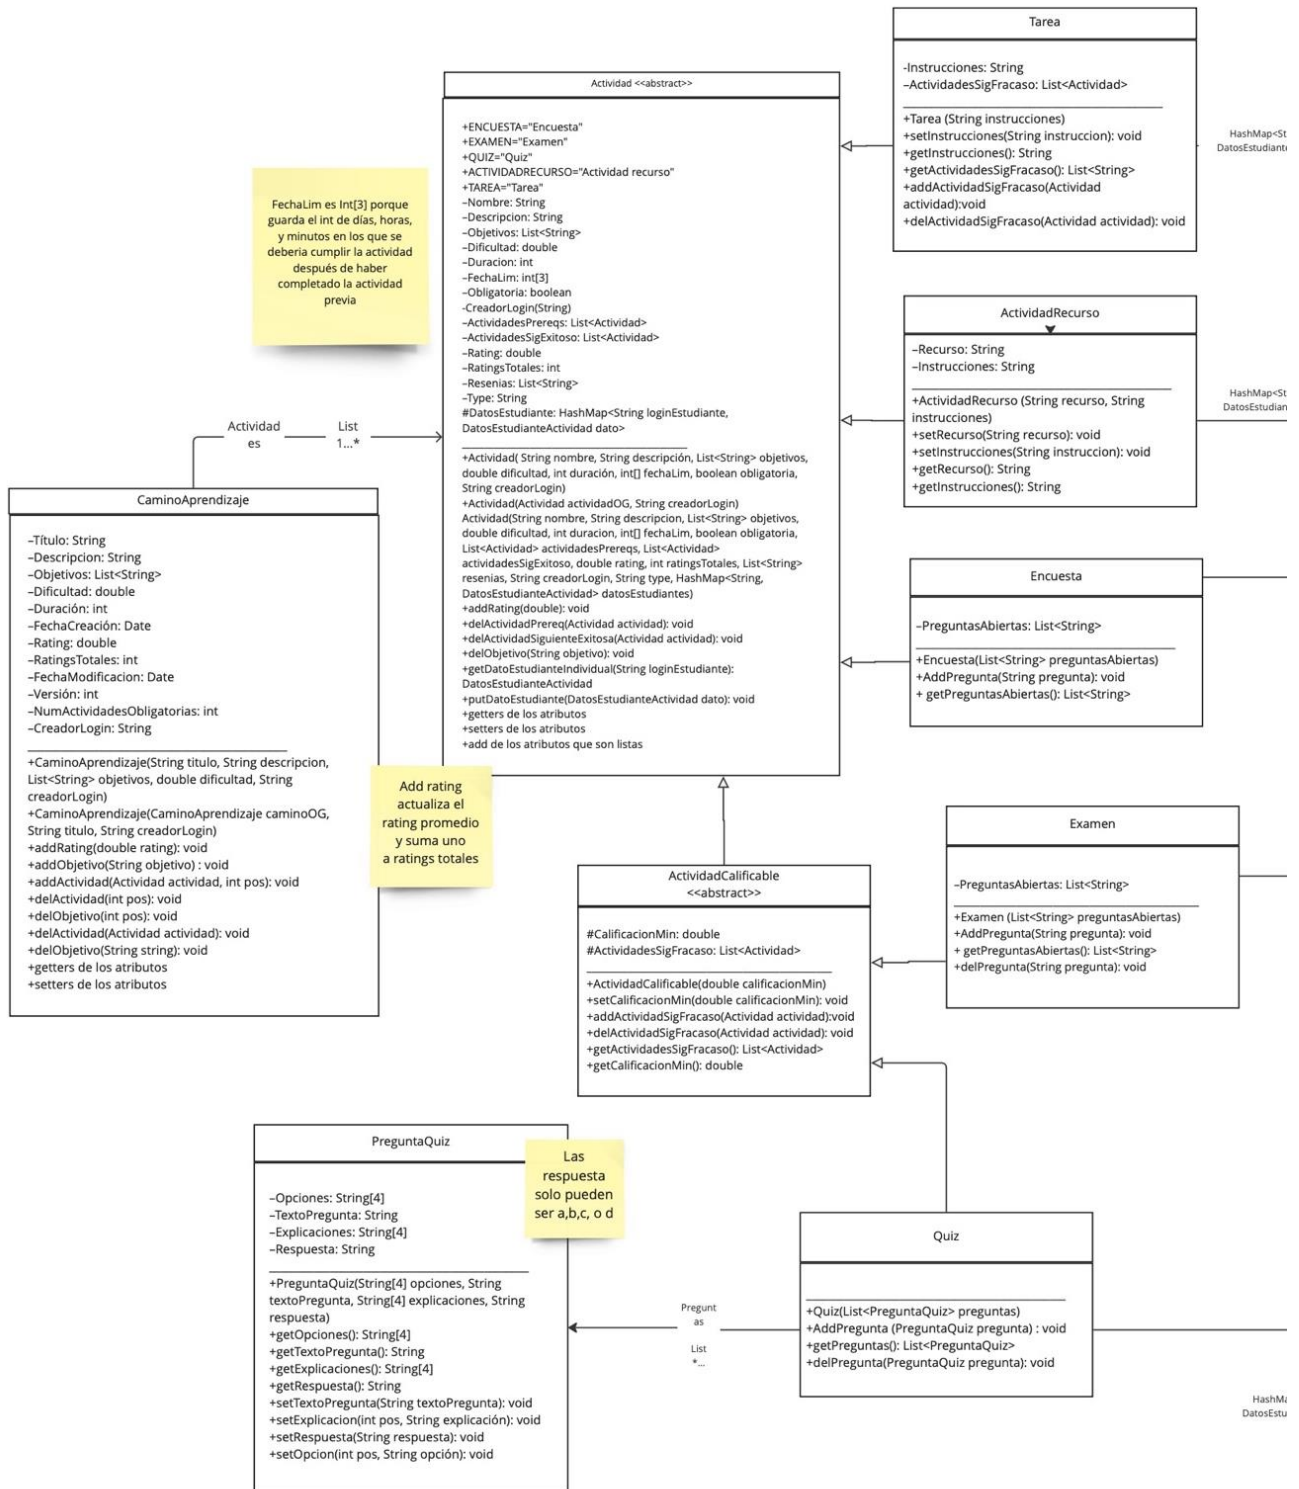 Tarea
-Instrucciones: String
–ActividadesSigFracaso: List<Actividad>
+Tarea (String instrucciones)
+setInstrucciones(String instruccion): void
+getInstrucciones(): String
+getActividadesSigFracaso(): List<String>
+addActividadSigFracaso(Actividad
actividad):void
+delActividadSigFracaso(Actividad actividad): void
HashMap<St
DatosEstudiante
Actividad <<abstract>>
+ENCUESTA="Encuesta"
+EXAMEN="Examen"
+QUIZ="Quiz"
+ACTIVIDADRECURSO="Actividad recurso"
+TAREA="Tarea"
–Nombre: String
–Descripcion: String
–Objetivos: List<String>
–Dificultad: double
–Duracion: int
–FechaLim: int[3]
–Obligatoria: boolean
-CreadorLogin(String)
–ActividadesPrereqs: List<Actividad>
–ActividadesSigExitoso: List<Actividad>
–Rating: double
–RatingsTotales: int
–Resenias: List<String>
–Type: String
#DatosEstudiante: HashMap<String loginEstudiante,
DatosEstudianteActividad dato>
+Actividad( String nombre, String descripción, List<String> objetivos,
double dificultad, int duración, int[] fechaLim, boolean obligatoria,
String creadorLogin)
+Actividad(Actividad actividadOG, String creadorLogin)
Actividad(String nombre, String descripcion, List<String> objetivos,
double dificultad, int duracion, int[] fechaLim, boolean obligatoria,
List<Actividad> actividadesPrereqs, List<Actividad>
actividadesSigExitoso, double rating, int ratingsTotales, List<String>
resenias, String creadorLogin, String type, HashMap<String,
DatosEstudianteActividad> datosEstudiantes)
+addRating(double): void
+delActividadPrereq(Actividad actividad): void
+delActividadSiguienteExitosa(Actividad actividad): void
+delObjetivo(String objetivo): void
+getDatoEstudianteIndividual(String loginEstudiante):
DatosEstudianteActividad
+putDatoEstudiante(DatosEstudianteActividad dato): void
+getters de los atributos
+setters de los atributos
+add de los atributos que son listas
FechaLim es Int[3] porque
guarda el int de días, horas,
y minutos en los que se
deberia cumplir la actividad
después de haber
completado la actividad
previa
ActividadRecurso
–Recurso: String
–Instrucciones: String
+ActividadRecurso (String recurso, String
instrucciones)
+setRecurso(String recurso): void
+setInstrucciones(String instruccion): void
+getRecurso(): String
+getInstrucciones(): String
HashMap<St
DatosEstudian
Actividad
es
List
1...*
CaminoAprendizaje
–Título: String
–Descripcion: String
–Objetivos: List<String>
–Dificultad: double
–Duración: int
–FechaCreación: Date
–Rating: double
–RatingsTotales: int
–FechaModificacion: Date
–Versión: int
–NumActividadesObligatorias: int
–CreadorLogin: String
+CaminoAprendizaje(String titulo, String descripcion,
List<String> objetivos, double dificultad, String
creadorLogin)
+CaminoAprendizaje(CaminoAprendizaje caminoOG,
String titulo, String creadorLogin)
+addRating(double rating): void
+addObjetivo(String objetivo) : void
+addActividad(Actividad actividad, int pos): void
+delActividad(int pos): void
+delObjetivo(int pos): void
+delActividad(Actividad actividad): void
+delObjetivo(String string): void
+getters de los atributos
+setters de los atributos
Encuesta
–PreguntasAbiertas: List<String>
+Encuesta(List<String> preguntasAbiertas)
+AddPregunta(String pregunta): void
+ getPreguntasAbiertas(): List<String>
Add rating
actualiza el
rating promedio
y suma uno
a ratings totales
Examen
–PreguntasAbiertas: List<String>
+Examen (List<String> preguntasAbiertas)
+AddPregunta(String pregunta): void
+ getPreguntasAbiertas(): List<String>
+delPregunta(String pregunta): void
ActividadCalificable
<<abstract>>
#CalificacionMin: double
#ActividadesSigFracaso: List<Actividad>
+ActividadCalificable(double calificacionMin)
+setCalificacionMin(double calificacionMin): void
+addActividadSigFracaso(Actividad actividad):void
+delActividadSigFracaso(Actividad actividad): void
+getActividadesSigFracaso(): List<Actividad>
+getCalificacionMin(): double
PreguntaQuiz
–Opciones: String[4]
–TextoPregunta: String
–Explicaciones: String[4]
–Respuesta: String
+PreguntaQuiz(String[4] opciones, String
textoPregunta, String[4] explicaciones, String
respuesta)
+getOpciones(): String[4]
+getTextoPregunta(): String
+getExplicaciones(): String[4]
+getRespuesta(): String
+setTextoPregunta(String textoPregunta): void
+setExplicacion(int pos, String explicación): void
+setRespuesta(String respuesta): void
+setOpcion(int pos, String opción): void
Las
respuesta
solo pueden
ser a,b,c, o d
Pregunt
as
List
*...
Quiz
+Quiz(List<PreguntaQuiz> preguntas)
+AddPregunta (PreguntaQuiz pregunta) : void
+getPreguntas(): List<PreguntaQuiz>
+delPregunta(PreguntaQuiz pregunta): void
HashMa
DatosEstu